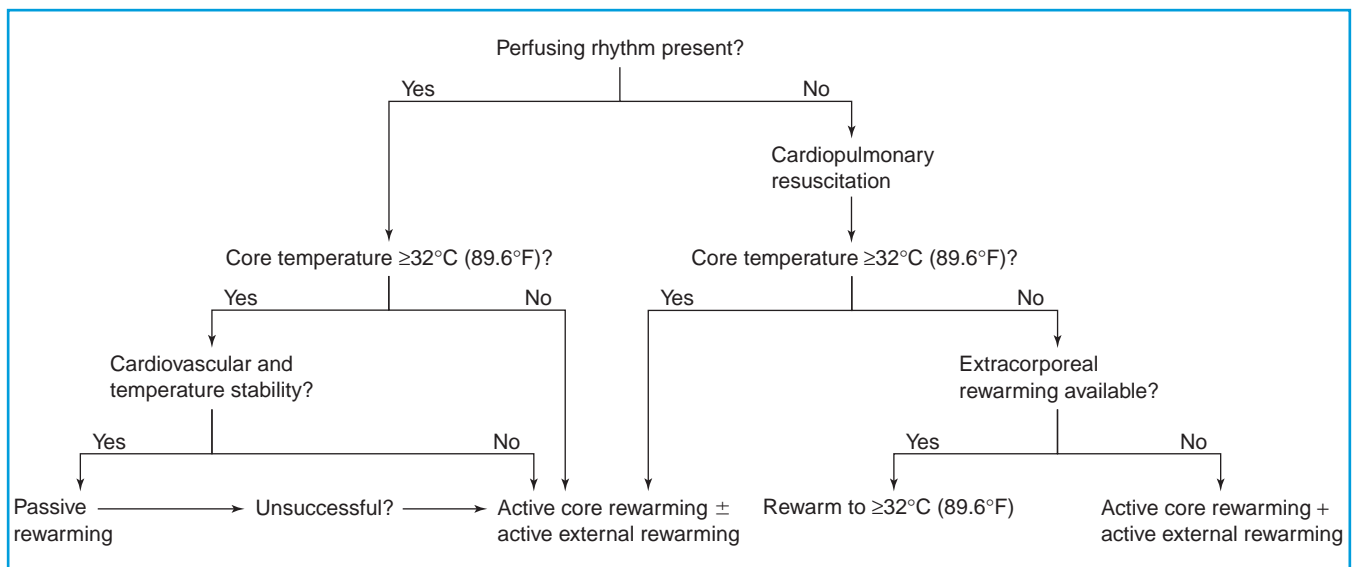 Perfusing rhythm present?
Yes
No
Cardiopulmonary
resuscitation
Core temperature ≥32°C (89.6°F)?
Core temperature ≥32°C (89.6°F)?
Yes
No
Yes
No
Cardiovascular and
temperature stability?
Extracorporeal
rewarming available?
Yes
No
Yes
No
Passive
rewarming
Unsuccessful?
Active core rewarming ±
active external rewarming
Rewarm to ≥32°C (89.6°F)
Active core rewarming +
active external rewarming